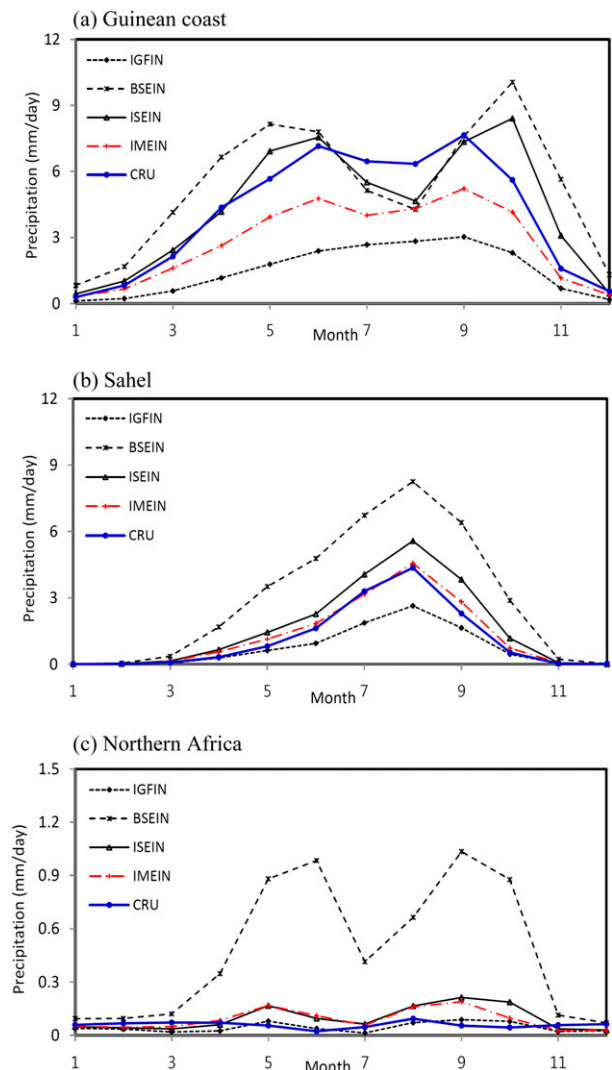 (a) Guinean coast
12
9
6
3
0
Precipitation (mm/day)
IGFIN
BSEIN
ISEIN
IMEIN
CRU
1 3 5 7 9 11
Month
(b) Sahel
12
9
6
3
0
Precipitation (mm/day)
IGFIN
BSEIN
ISEIN
IMEIN
CRU
1 3 5 7 9 11
Month
(c) Northern Africa
1.5
1.2
0.9
0.6
0.3
0
Precipitation (mm/day)
IGFIN
BSEIN
ISEIN
IMEIN
CRU
1 3 5 7 9 11
Month